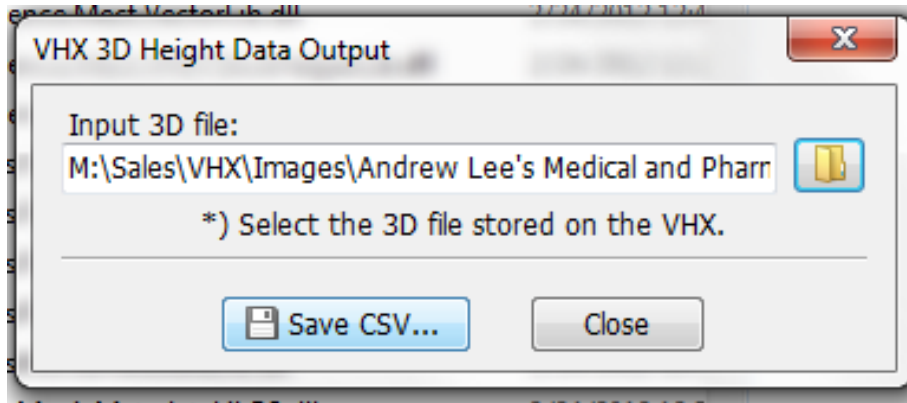 VHX 3D Height Data Output
Input 3D file:
M:\Sales\VHX\Images\Andrew Lee's Medical and Pharm
*) Select the 3D file stored on the VHX.
Save CSV...
Close